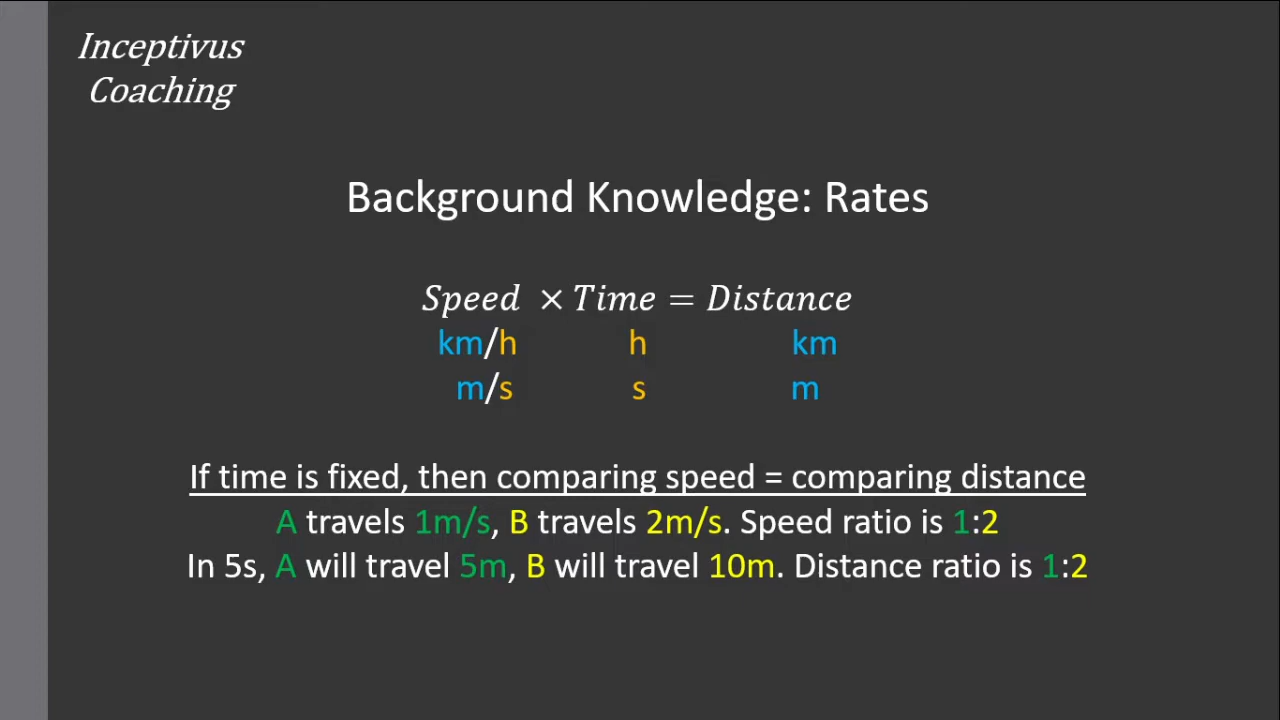 Inceptivus
Coaching
Background Knowledge: Rates
Speed × Time = Distance
km/h h km
m/s s m
If time is fixed, then comparing speed = comparing distance
A travels 1m/s, B travels 2m/s. Speed ratio is 1:2
In 5s, A will travel 5m, B will travel 10m. Distance ratio is 1:2